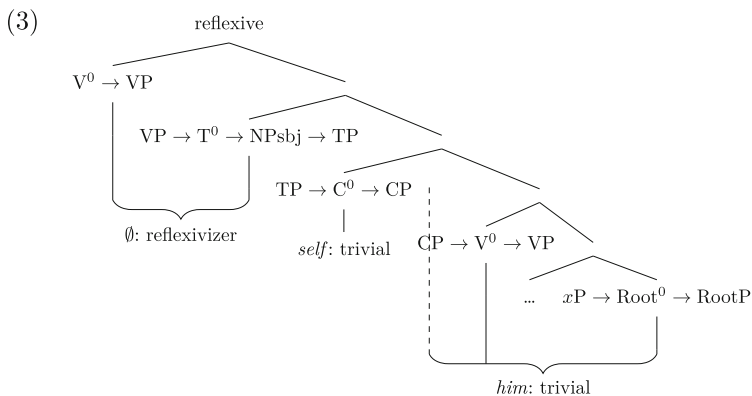 (3)
reflexive
V⁰ → VP
VP → T⁰ → NPsbj → TP
TP → C⁰ → CP
∅: reflexivizer
self: trivial
CP → V⁰ → VP
... xP → Root⁰ → RootP
him: trivial